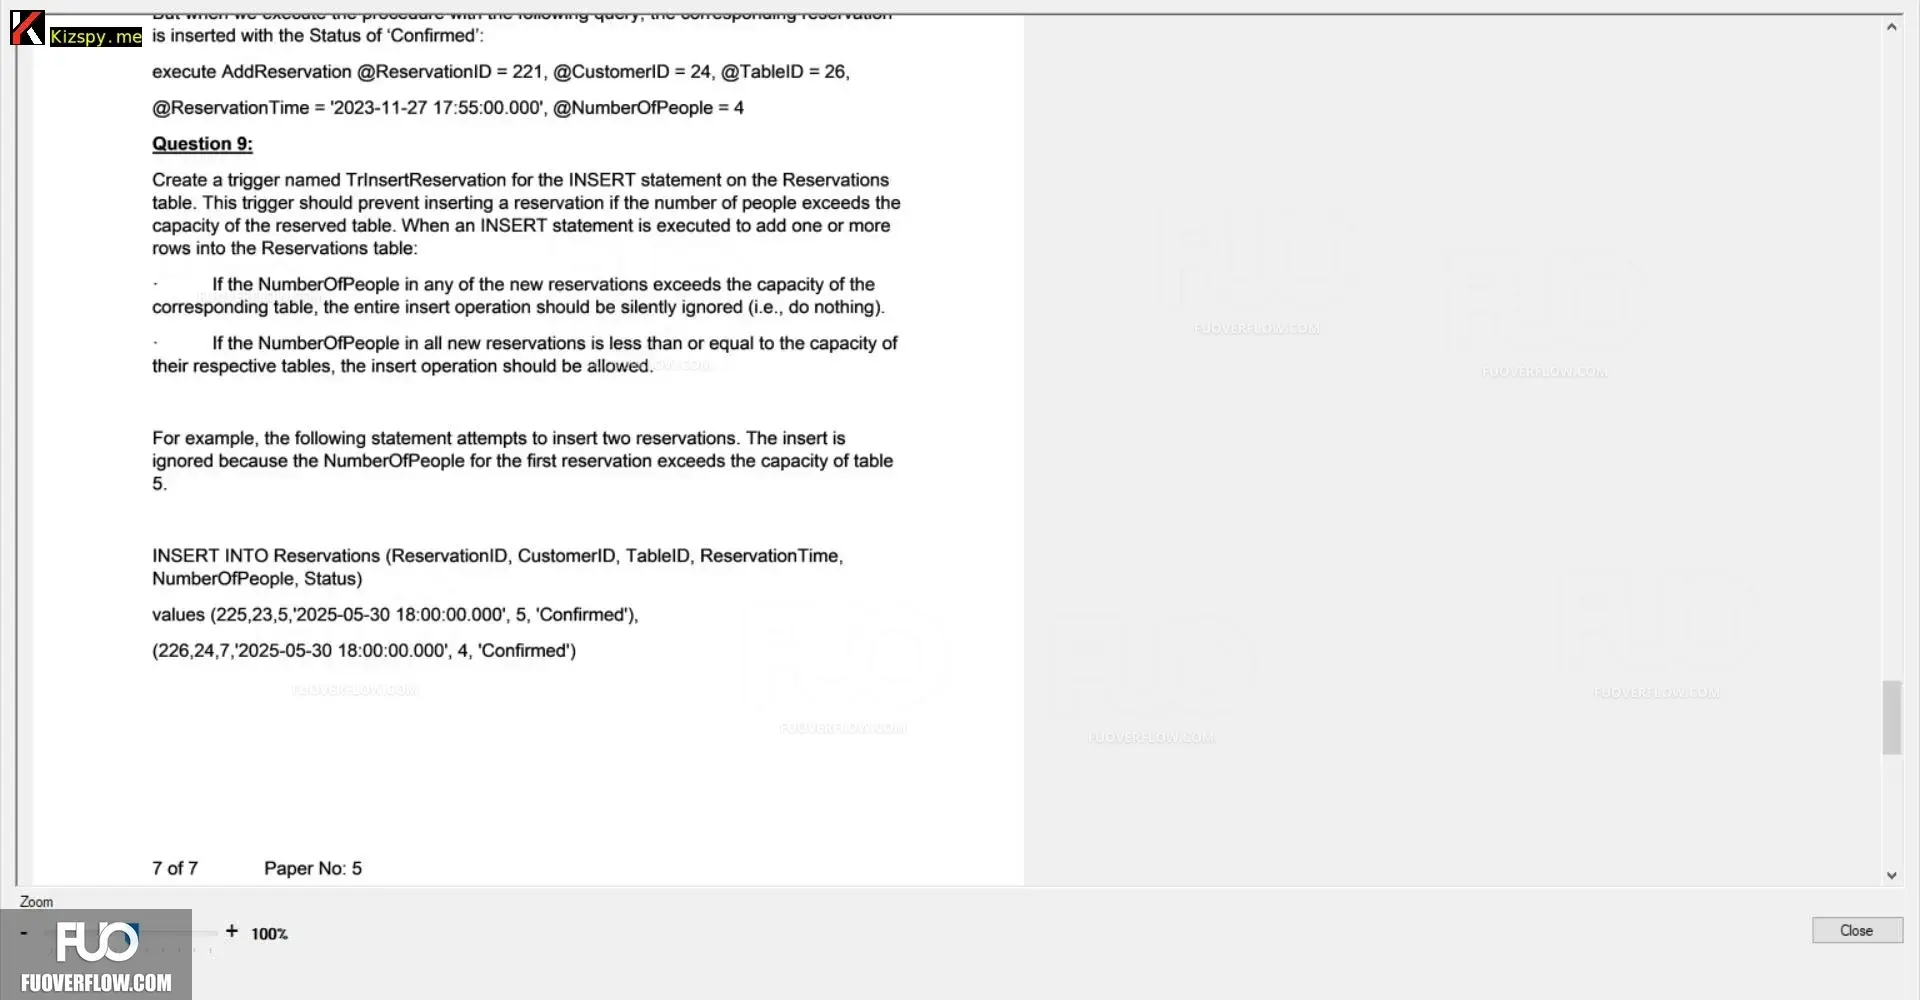 But when we execute the procedure with the following query, the corresponding reservation
Kizspy.me
is inserted with the Status of ‘Confirmed’:
execute AddReservation @ReservationID = 221, @CustomerID = 24, @TableID = 26,
@ReservationTime = '2023-11-27 17:55:00.000', @NumberOfPeople = 4
Question 9:
Create a trigger named TrInsertReservation for the INSERT statement on the Reservations
table. This trigger should prevent inserting a reservation if the number of people exceeds the
capacity of the reserved table. When an INSERT statement is executed to add one or more
rows into the Reservations table:
· If the NumberOfPeople in any of the new reservations exceeds the capacity of the
corresponding table, the entire insert operation should be silently ignored (i.e., do nothing).
· If the NumberOfPeople in all new reservations is less than or equal to the capacity of
their respective tables, the insert operation should be allowed.
For example, the following statement attempts to insert two reservations. The insert is
ignored because the NumberOfPeople for the first reservation exceeds the capacity of table
5.
INSERT INTO Reservations (ReservationID, CustomerID, TableID, ReservationTime,
NumberOfPeople, Status)
values (225,23,5,'2025-05-30 18:00:00.000', 5, 'Confirmed'),
(226,24,7,'2025-05-30 18:00:00.000', 4, 'Confirmed')
FUOVERFLOW.COM
FUOVERFLOW.COM
FUOVERFLOW.COM
FUOVERFLOW.COM
FUOVERFLOW.COM
FUOVERFLOW.COM
7 of 7 Paper No: 5
Zoom
- + 100%
Close
FUO
FUOVERFLOW.COM